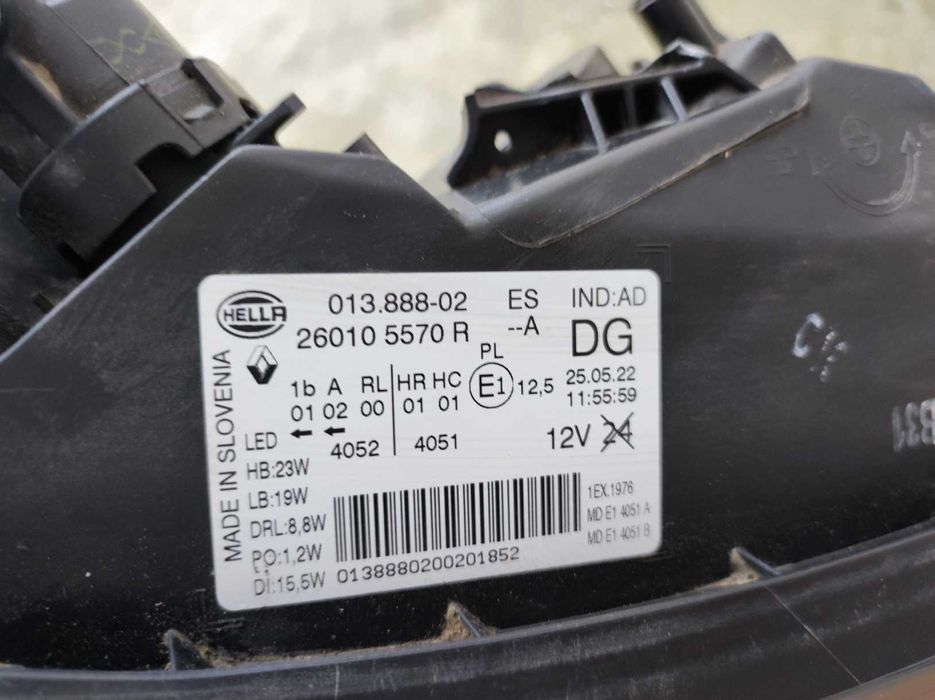 HELLA
013.888-02 ES IND:AD
26010 5570 R --A DG
PL
MADE IN SLOVENIA
1b A RL HR HC E1 12,5 25.05.22
01 02 00 01 01 11:55:59
LED ← ← 4052 4051 12V 24
HB:23W
LB:19W 1EX.1976
DRL:8,8W MD E1 4051 A
PO:1,2W MD E1 4051 B
DI:15,5W 0138880200201852
B31